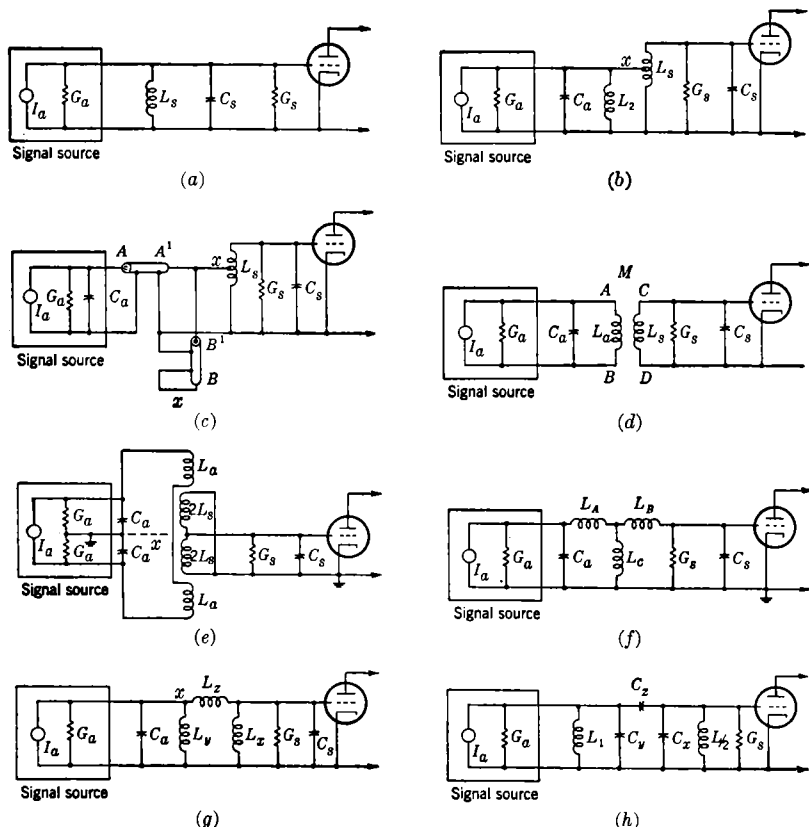 I_a G_a L_s C_s G_s
Signal source
(a)
I_a G_a C_a L_2 x L_s G_s C_s
Signal source
(b)
A A^1
I_a G_a C_a x L_s G_s C_s
B^1
B
x
Signal source
(c)
M
A C
I_a G_a C_a L_a L_s G_s C_s
B D
Signal source
(d)
L_a
G_a C_a 2L_s
I_a x G_s C_s
G_a C_a 2L_s
L_a
Signal source
(e)
L_A L_B
I_a G_a C_a L_c G_s C_s
Signal source
(f)
x L_z
I_a G_a C_a L_y L_x G_s C_s
Signal source
(g)
C_z
I_a G_a L_1 C_y C_x L_2 G_s
Signal source
(h)